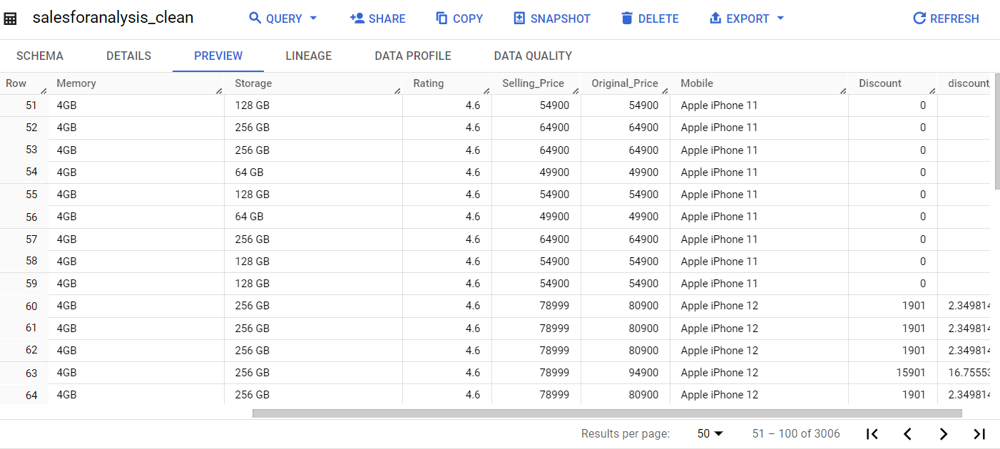 salesforanalysis_clean QUERY SHARE COPY SNAPSHOT DELETE EXPORT REFRESH
SCHEMA DETAILS PREVIEW LINEAGE DATA PROFILE DATA QUALITY
Row Memory Storage Rating Selling_Price Original_Price Mobile Discount discount
51 4GB 128 GB 4.6 54900 54900 Apple iPhone 11 0
52 4GB 256 GB 4.6 64900 64900 Apple iPhone 11 0
53 4GB 256 GB 4.6 64900 64900 Apple iPhone 11 0
54 4GB 64 GB 4.6 49900 49900 Apple iPhone 11 0
55 4GB 128 GB 4.6 54900 54900 Apple iPhone 11 0
56 4GB 64 GB 4.6 49900 49900 Apple iPhone 11 0
57 4GB 256 GB 4.6 64900 64900 Apple iPhone 11 0
58 4GB 128 GB 4.6 54900 54900 Apple iPhone 11 0
59 4GB 128 GB 4.6 54900 54900 Apple iPhone 11 0
60 4GB 256 GB 4.6 78999 80900 Apple iPhone 12 1901 2.349814
61 4GB 256 GB 4.6 78999 80900 Apple iPhone 12 1901 2.349814
62 4GB 256 GB 4.6 78999 80900 Apple iPhone 12 1901 2.349814
63 4GB 256 GB 4.6 78999 94900 Apple iPhone 12 15901 16.75553
64 4GB 256 GB 4.6 78999 80900 Apple iPhone 12 1901 2.349814
Results per page: 50 51 – 100 of 3006